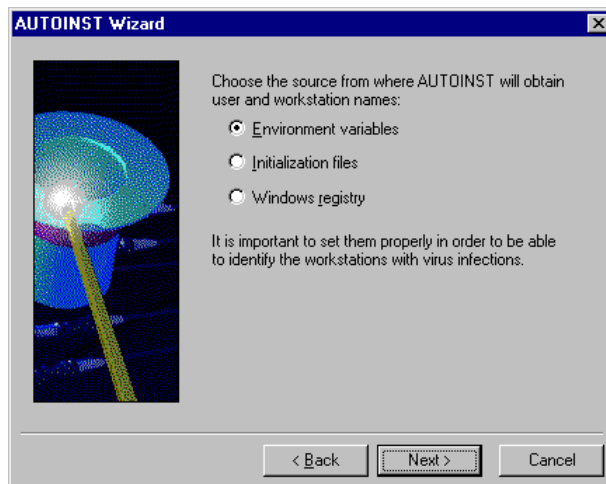 AUTOINST Wizard
Choose the source from where AUTOINST will obtain
user and workstation names:
Environment variables
Initialization files
Windows registry
It is important to set them properly in order to be able
to identify the workstations with virus infections.
< Back
Next >
Cancel